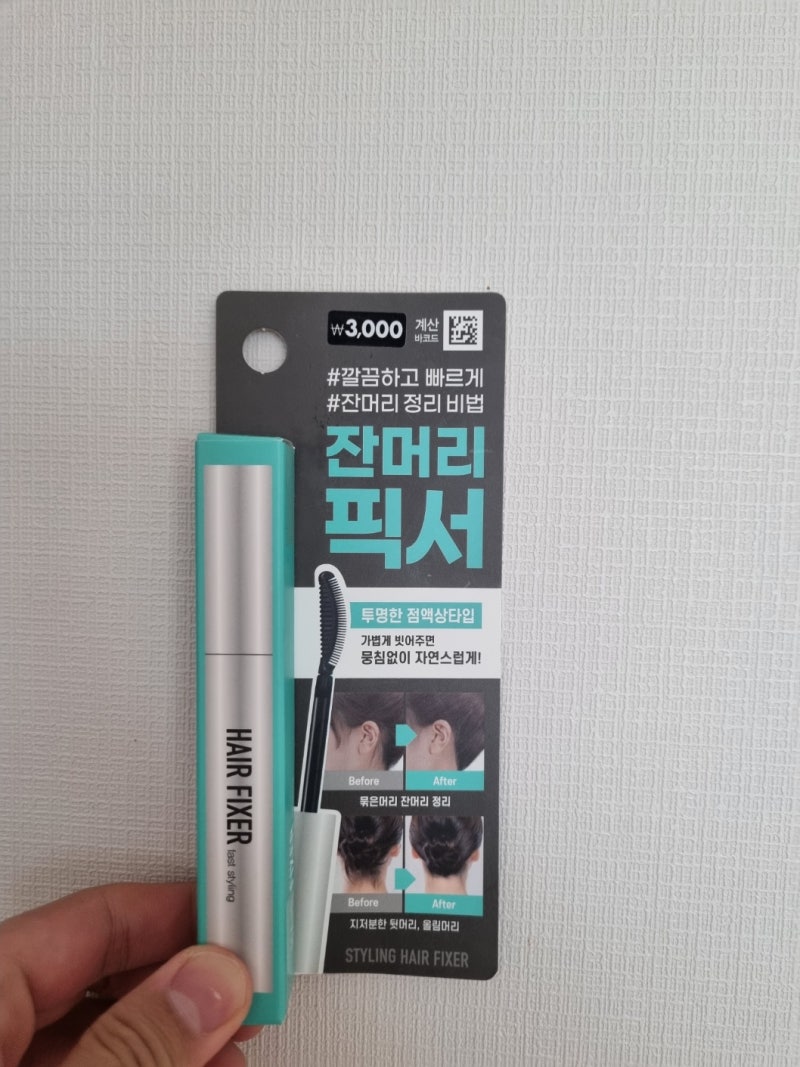 ₩3,000
계산
바코드
#깔끔하고 빠르게
#잔머리 정리 비법
잔머리
픽서
투명한 점액상타입
가볍게 빗어주면
뭉침없이 자연스럽게!
Before
After
묶은머리 잔머리 정리
Before
After
지저분한 뒷머리, 올림머리
STYLING HAIR FIXER
HAIR FIXER
fast styling